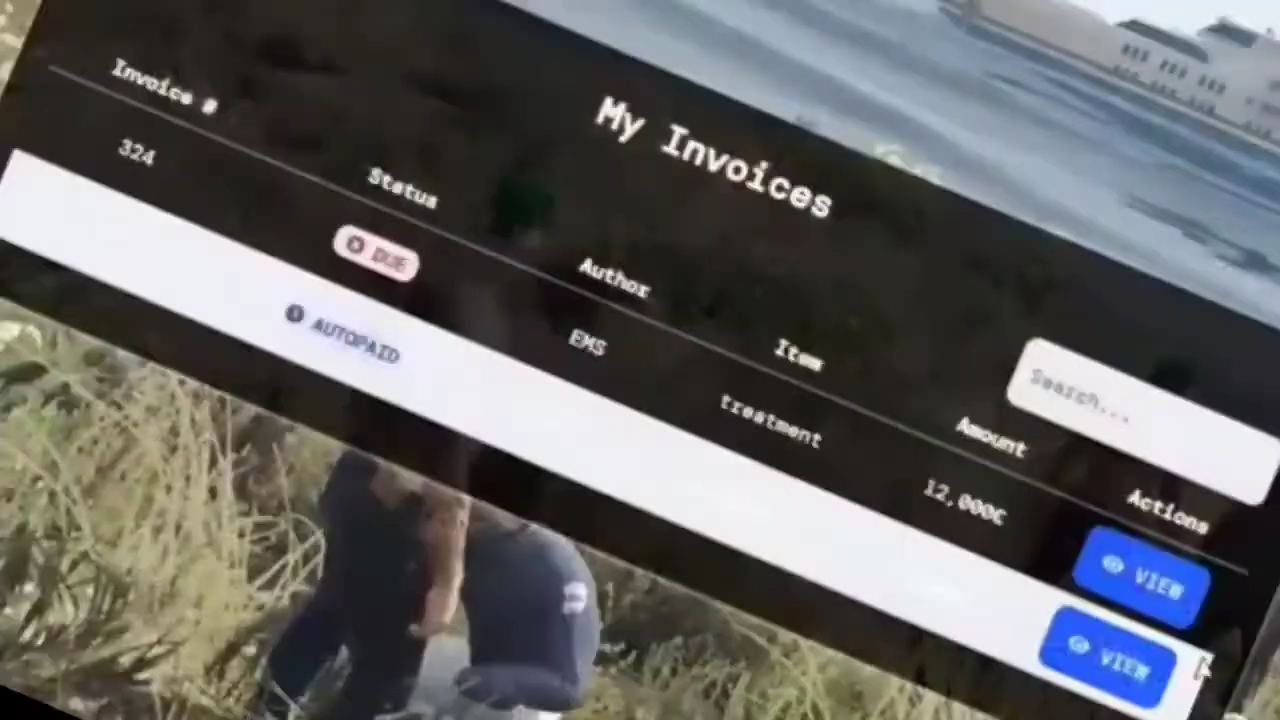 My Invoices
Search...
Invoice # Status Author Item Amount Actions
324 DUE EMS treatment 12,000€ VIEW
AUTOPAID VIEW